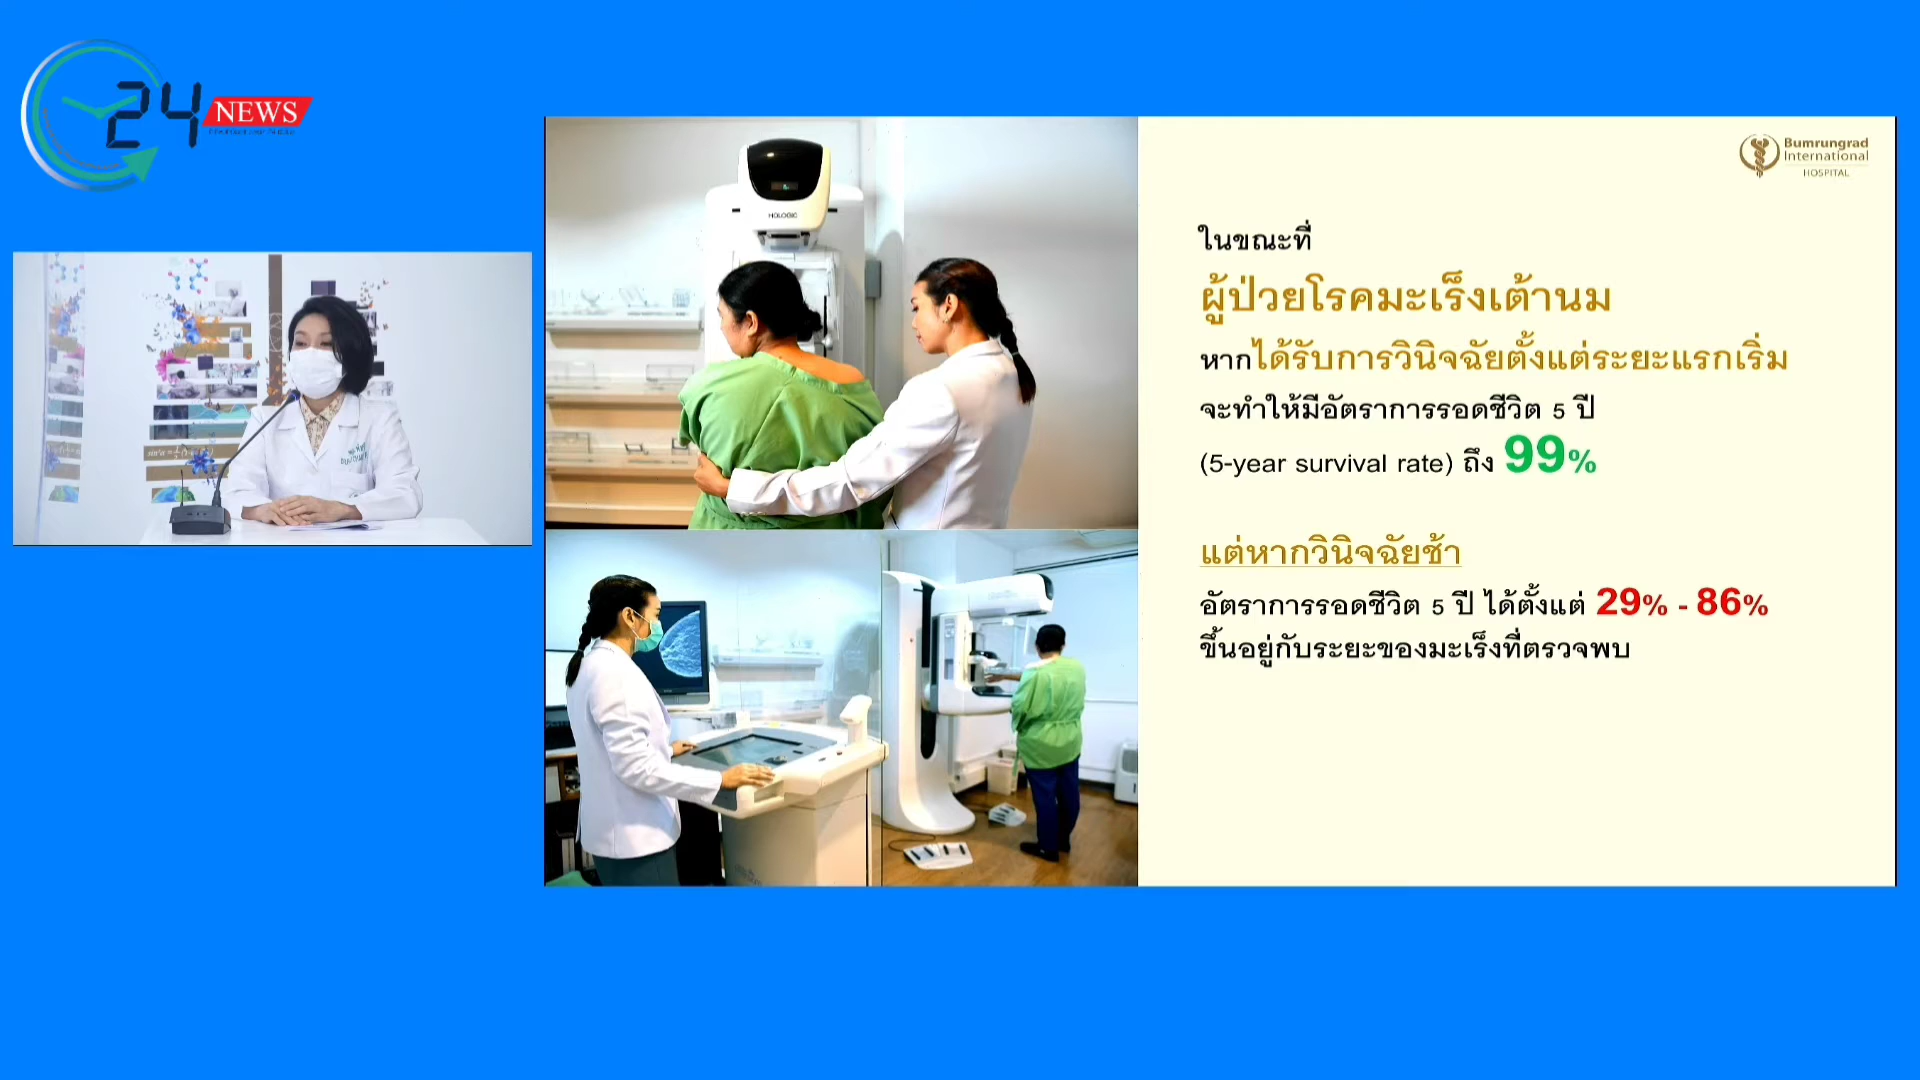 24
NEWS
HOLOGIC
Bumrungrad
International
HOSPITAL
ในขณะที่
ผู้ป่วยโรคมะเร็งเต้านม
หากได้รับการวินิจฉัยตั้งแต่ระยะแรกเริ่ม
จะทำให้มีอัตราการรอดชีวิต 5 ปี
(5-year survival rate) ถึง 99%
แต่หากวินิจฉัยช้า
อัตราการรอดชีวิต 5 ปี ได้ตั้งแต่ 29% - 86%
ขึ้นอยู่กับระยะของมะเร็งที่ตรวจพบ